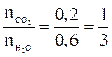 n_CO₂ / n_H₂O = 0,2 / 0,6 = 1 / 3